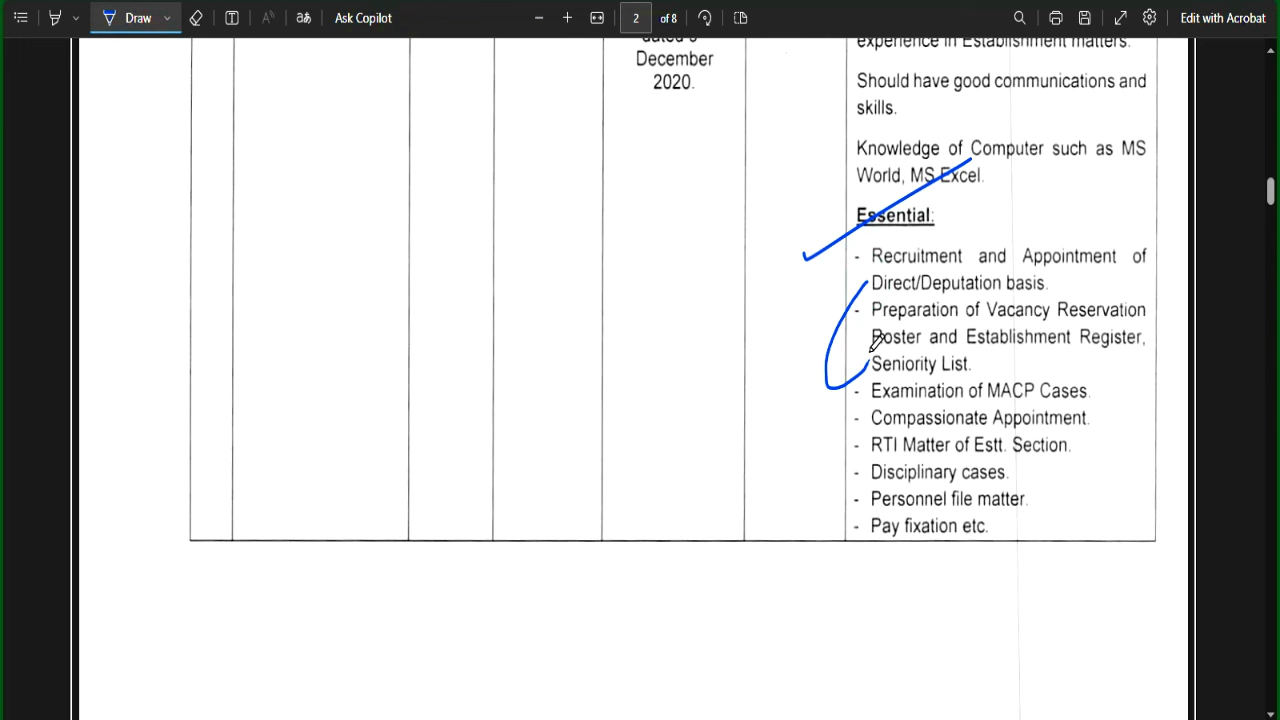 Draw
Ask Copilot
2 of 8
Edit with Acrobat
dated 9
December
2020.
experience in Establishment matters.
Should have good communications and
skills.
Knowledge of Computer such as MS
World, MS Excel.
Essential:
- Recruitment and Appointment of
Direct/Deputation basis.
- Preparation of Vacancy Reservation
Roster and Establishment Register,
Seniority List.
- Examination of MACP Cases.
- Compassionate Appointment.
- RTI Matter of Estt. Section.
- Disciplinary cases.
- Personnel file matter.
- Pay fixation etc.